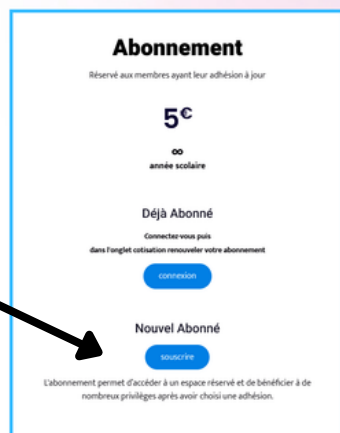 Abonnement
Réservé aux membres ayant leur adhésion à jour
5€
∞
année scolaire
Déjà Abonné
Connectez-vous puis
dans l'onglet cotisation renouveler votre abonnement
connexion
Nouvel Abonné
souscrire
L'abonnement permet d'accéder à un espace réservé et de bénéficier à de
nombreux privilèges après avoir choisi une adhésion.